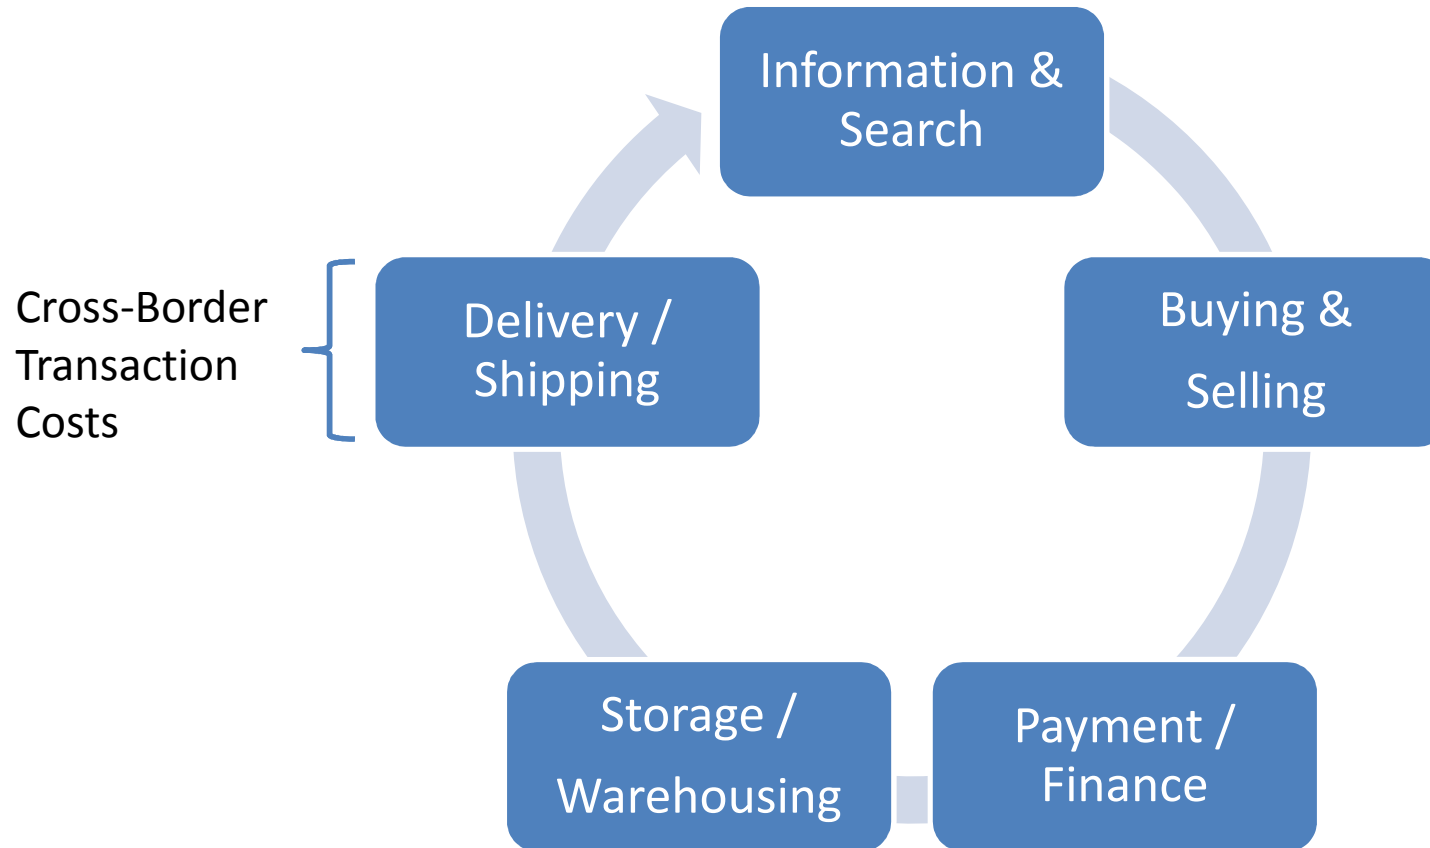 Information &
Search
Cross-Border
Transaction
Costs
Delivery /
Shipping
Buying &
Selling
Storage /
Warehousing
Payment /
Finance